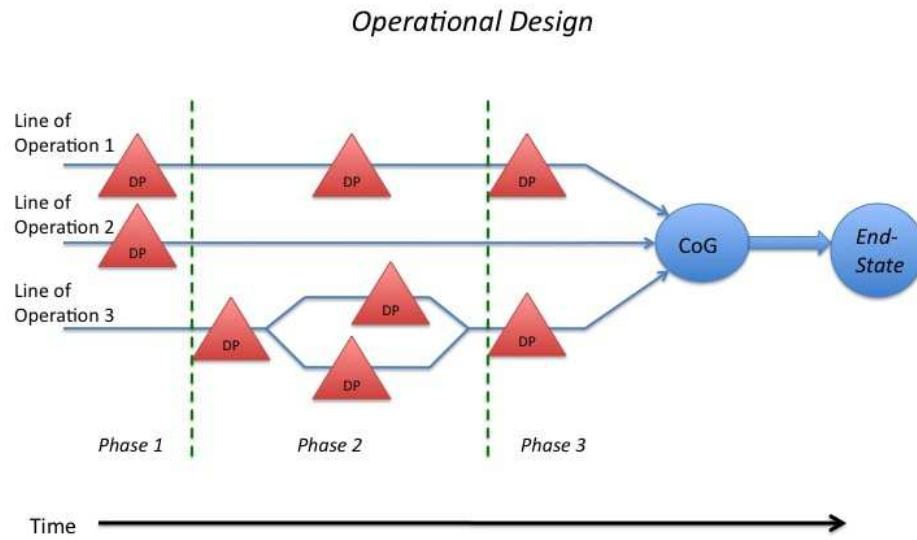 Operational Design
Line of
Operation 1
DP
DP
DP
Line of
Operation 2
DP
CoG
End-
State
Line of
Operation 3
DP
DP
DP
DP
Phase 1
Phase 2
Phase 3
Time